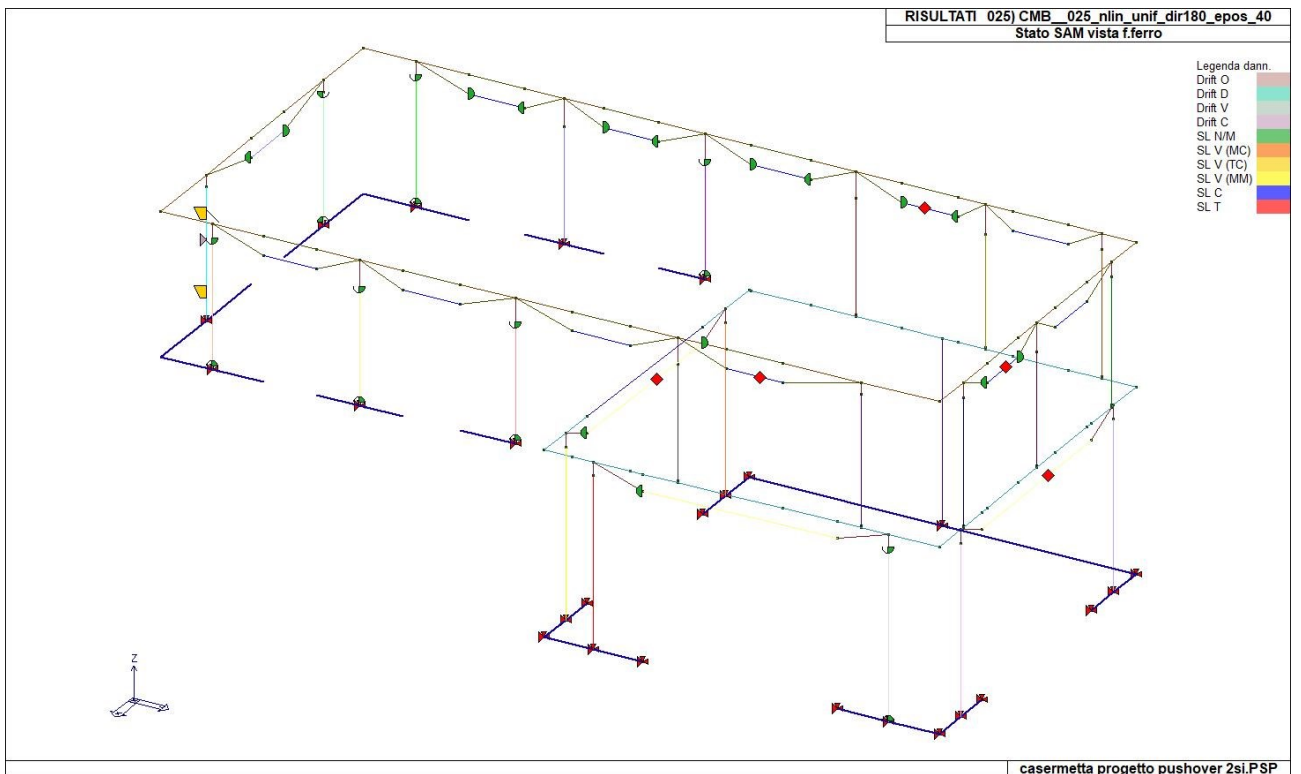 RISULTATI 025) CMB__025_nlin_unif_dir180_epos_40
Stato SAM vista f.ferro
Legenda dann.
Drift O
Drift D
Drift V
Drift C
SL N/M
SL V (MC)
SL V (TC)
SL V (MM)
SL C
SL T
Z
casermetta progetto pushover 2si.PSP